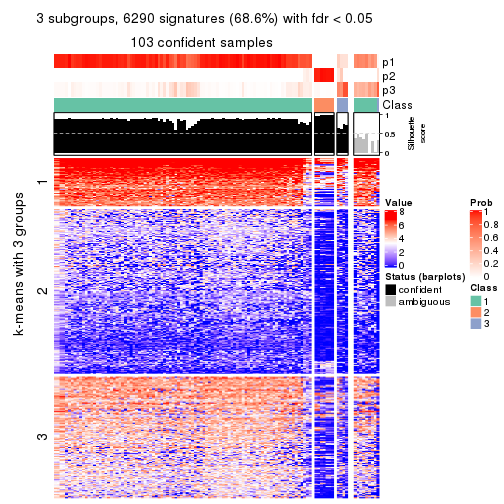 3 subgroups, 6290 signatures (68.6%) with fdr < 0.05
103 confident samples
p1
p2
p3
Class
1
0.5
0
Silhouette
score
k-means with 3 groups
1
2
3
Value
8
6
4
2
0
Status (barplots)
confident
ambiguous
Prob
1
0.8
0.6
0.4
0.2
0
Class
1
2
3